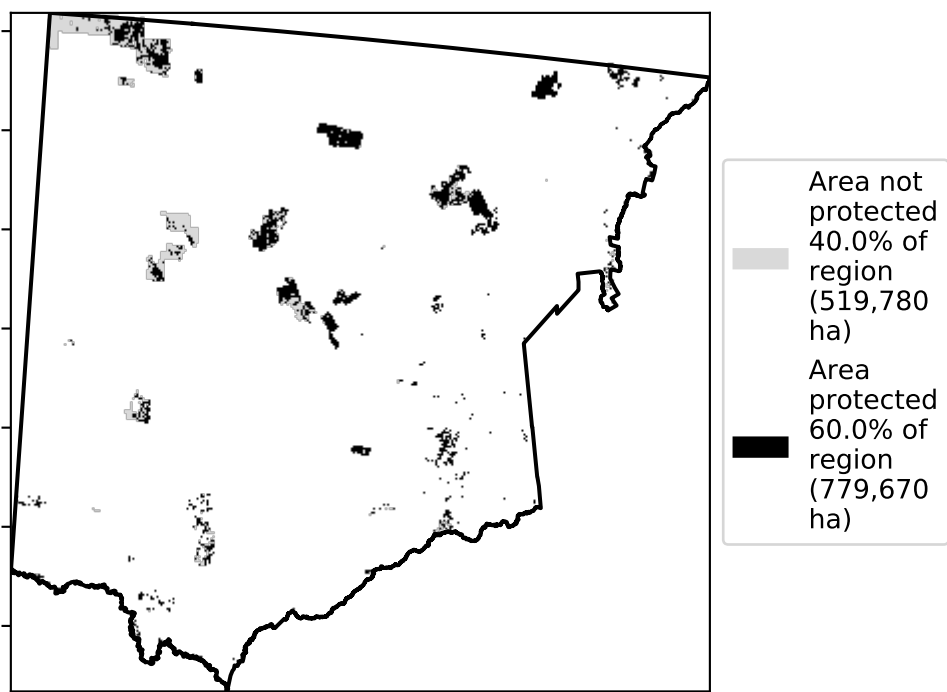 Area not
protected
40.0% of
region
(519,780
ha)
Area
protected
60.0% of
region
(779,670
ha)